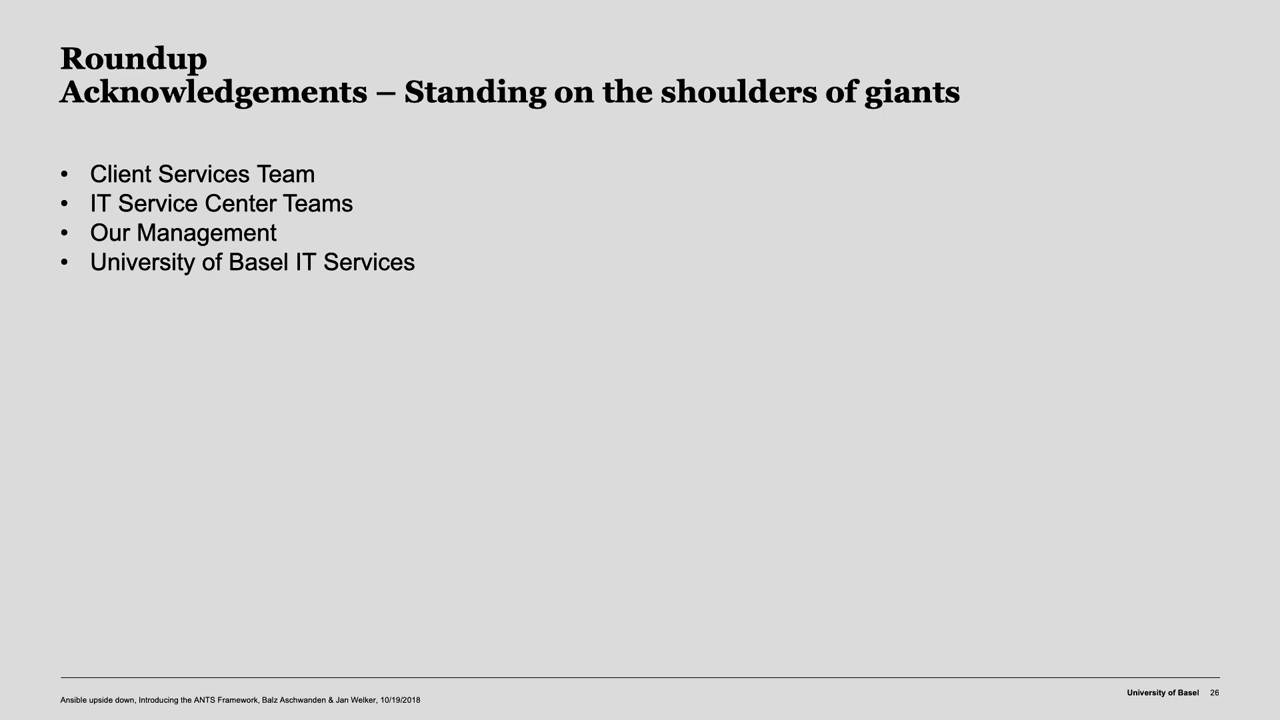 Roundup
Acknowledgements – Standing on the shoulders of giants
• Client Services Team
• IT Service Center Teams
• Our Management
• University of Basel IT Services
Ansible upside down, Introducing the ANTS Framework, Balz Aschwanden & Jan Welker, 10/19/2018
University of Basel 26